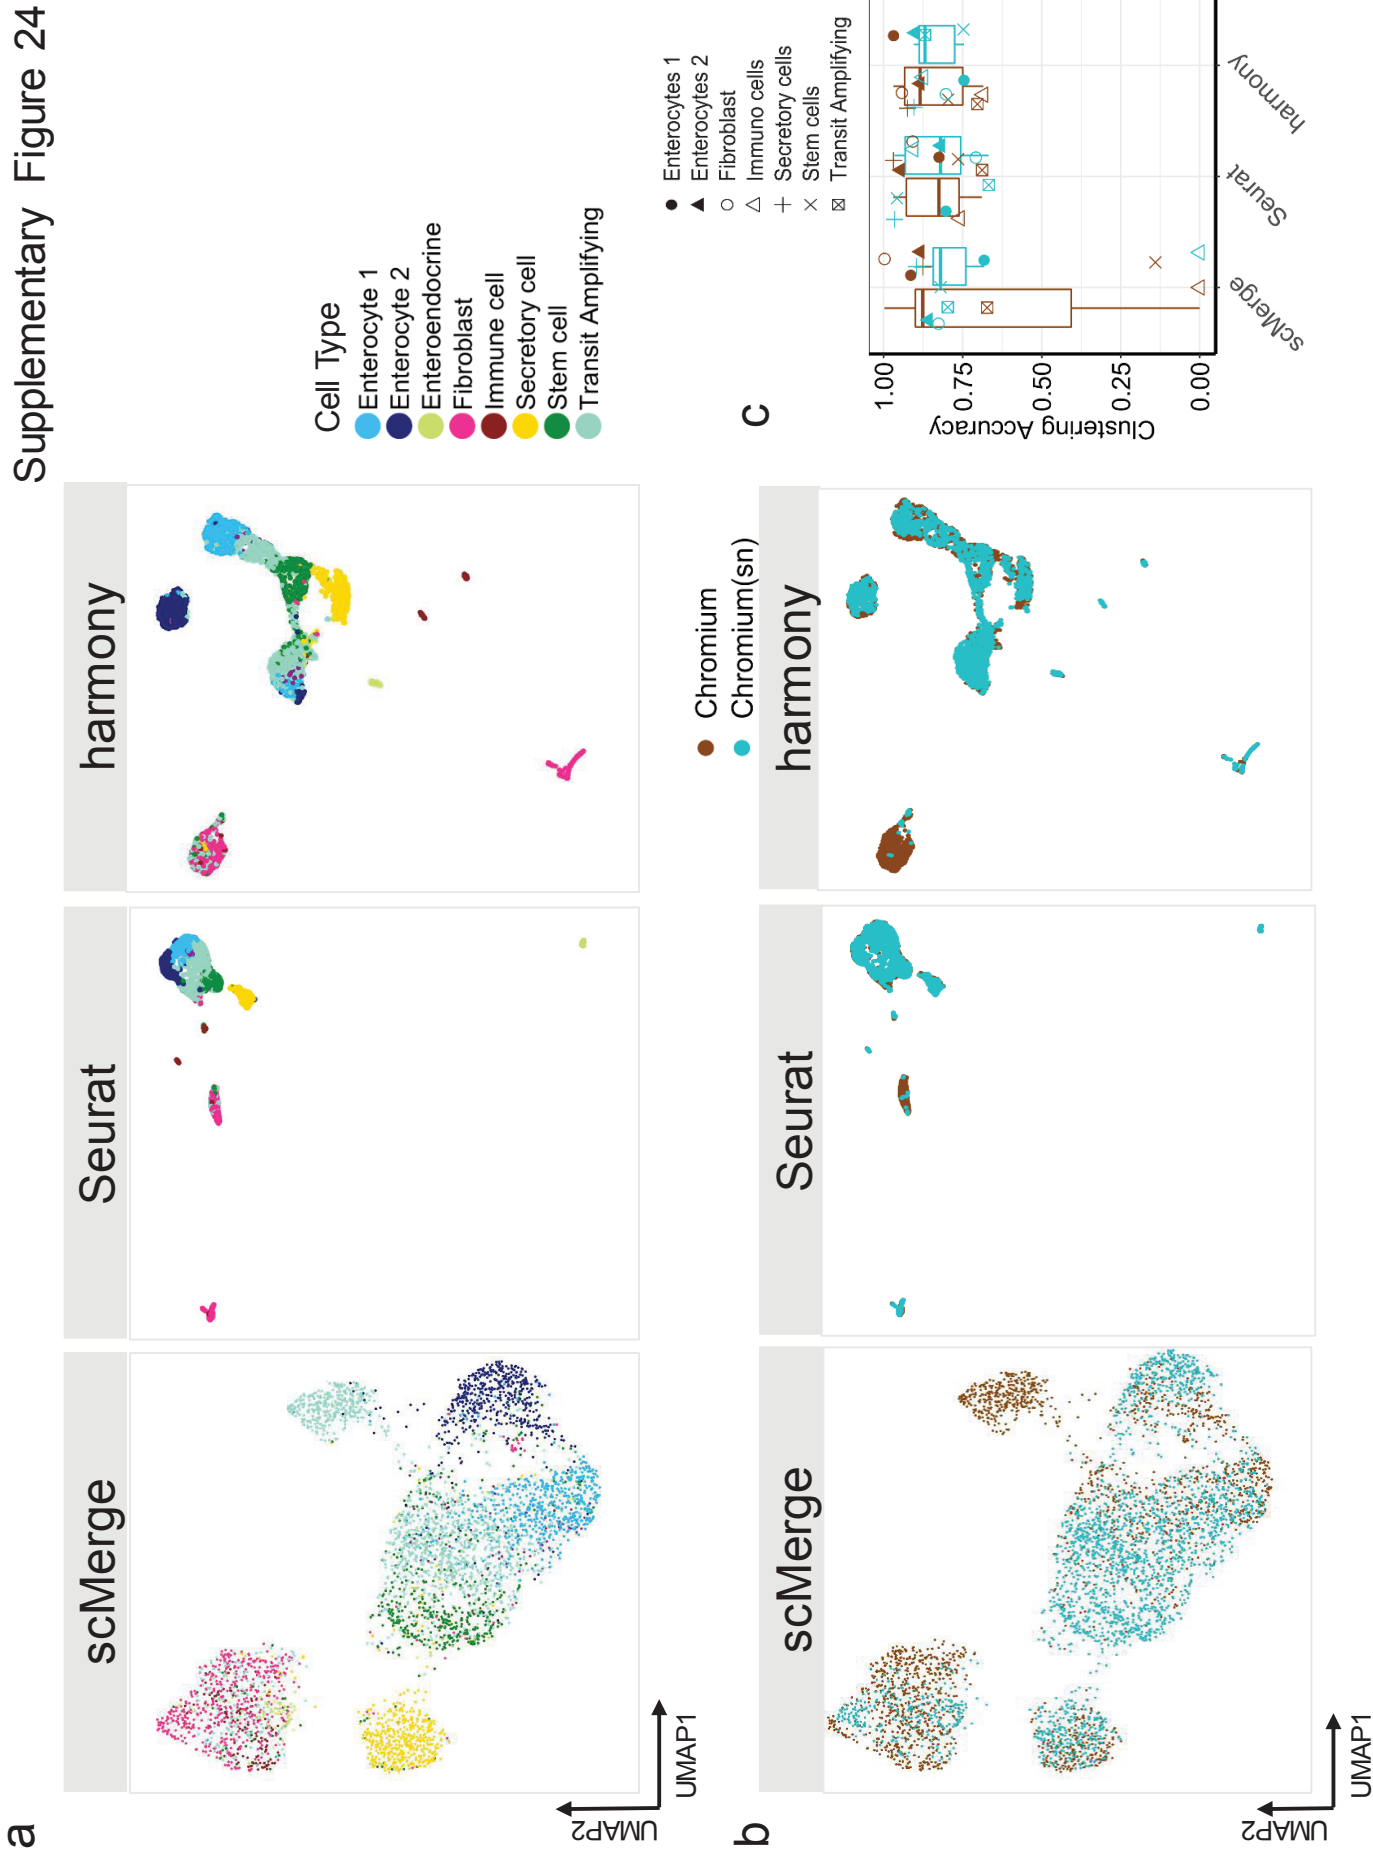 Supplementary Figure 24
a
scMerge
Seurat
harmony
UMAP2
UMAP1
Cell Type
Enterocyte 1
Enterocyte 2
Enteroendocrine
Fibroblast
Immune cell
Secretory cell
Stem cell
Transit Amplifying
b
scMerge
Seurat
harmony
UMAP2
UMAP1
Chromium
Chromium(sn)
c
Enterocytes 1
Enterocytes 2
Fibroblast
Immuno cells
Secretory cells
Stem cells
Transit Amplifying
Clustering Accuracy
1.00
0.75
0.50
0.25
0.00
scMerge
Seurat
harmony